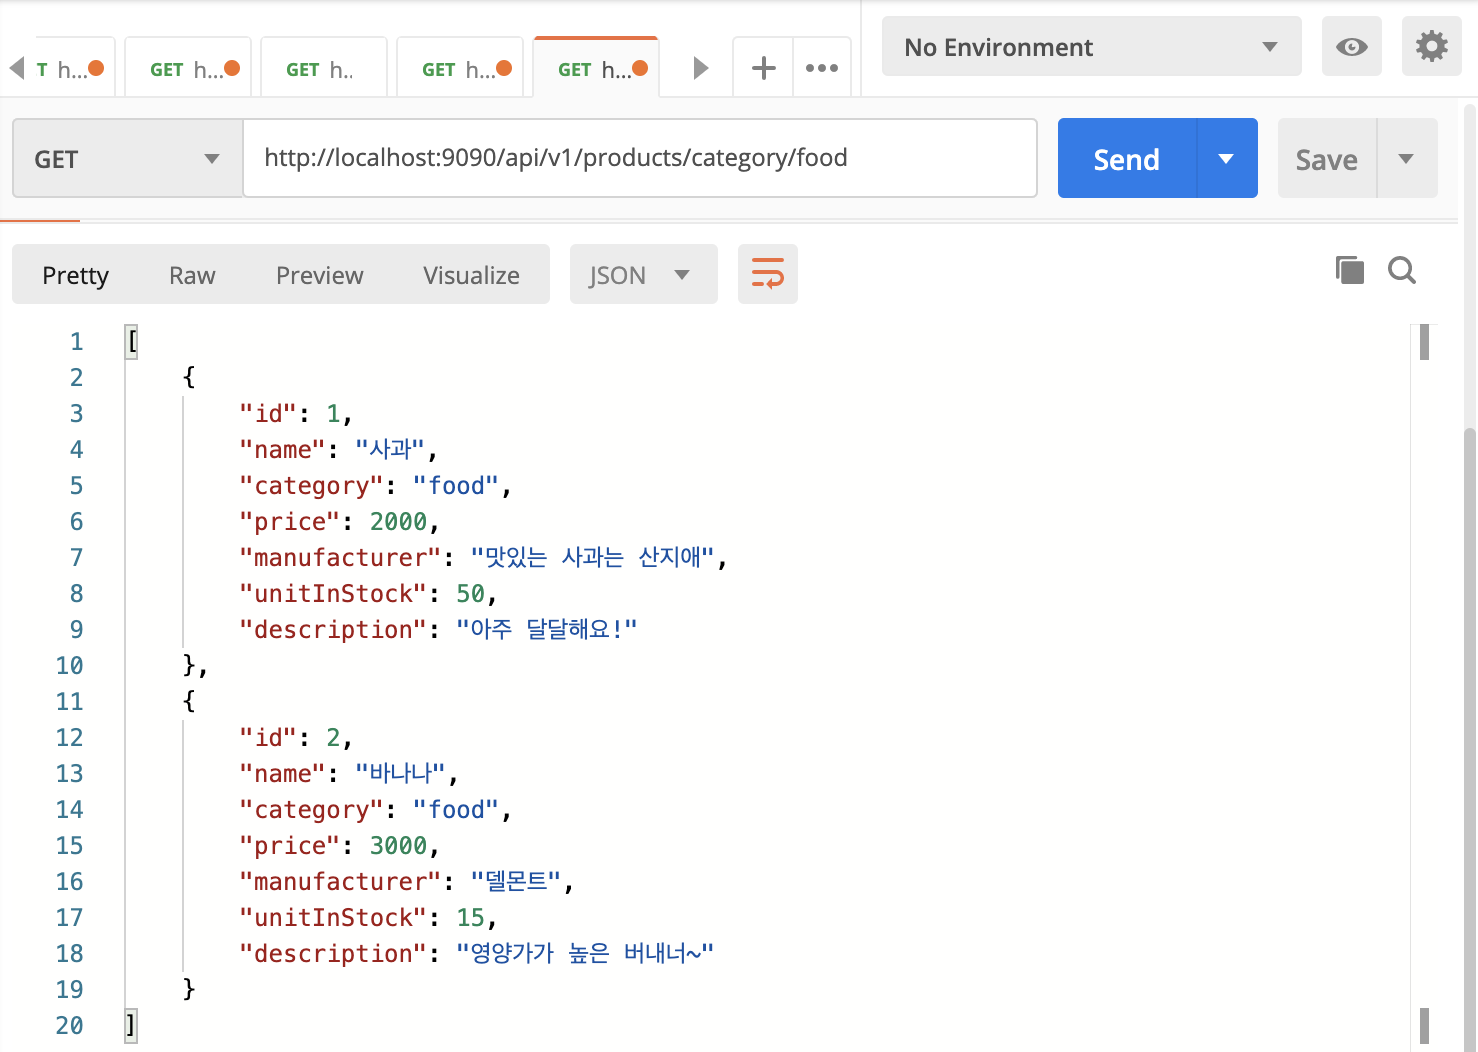 T h...
GET h...
GET h..
GET h...
GET h...
No Environment
GET
http://localhost:9090/api/v1/products/category/food
Send
Save
Pretty Raw Preview Visualize JSON
1 [
2 {
3 "id": 1,
4 "name": "사과",
5 "category": "food",
6 "price": 2000,
7 "manufacturer": "맛있는 사과는 산지애",
8 "unitInStock": 50,
9 "description": "아주 달달해요!"
10 },
11 {
12 "id": 2,
13 "name": "바나나",
14 "category": "food",
15 "price": 3000,
16 "manufacturer": "델몬트",
17 "unitInStock": 15,
18 "description": "영양가가 높은 버내너~"
19 }
20 ]